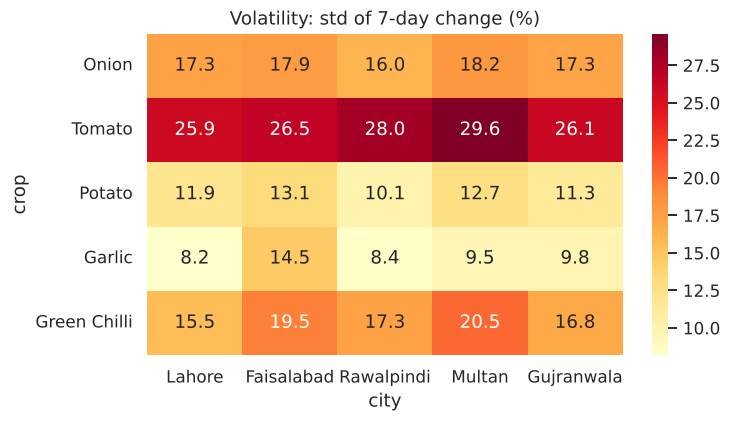 Volatility: std of 7-day change (%)
Onion 17.3 17.9 16.0 18.2 17.3
Tomato 25.9 26.5 28.0 29.6 26.1
Potato 11.9 13.1 10.1 12.7 11.3
Garlic 8.2 14.5 8.4 9.5 9.8
Green Chilli 15.5 19.5 17.3 20.5 16.8
crop
Lahore Faisalabad Rawalpindi Multan Gujranwala
city
27.5
25.0
22.5
20.0
17.5
15.0
12.5
10.0